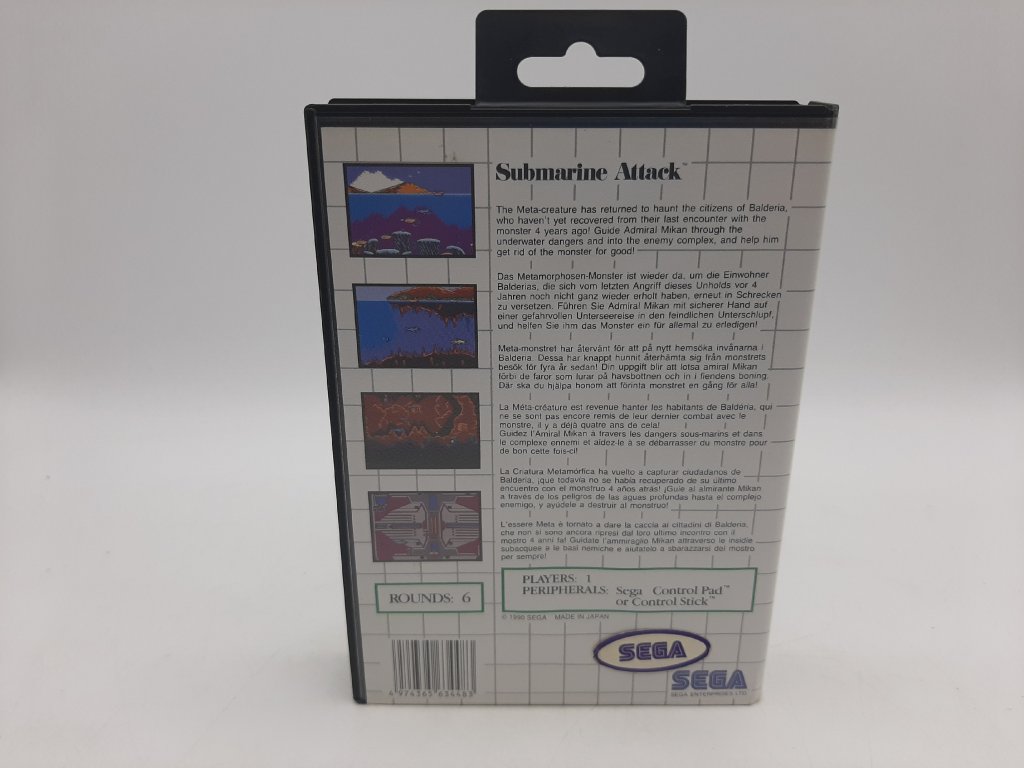 Submarine Attack™
The Meta-creature has returned to haunt the citizens of Balderia,
who haven't yet recovered from their last encounter with the
monster 4 years ago! Guide Admiral Mikan through the
underwater dangers and into the enemy complex, and help him
get rid of the monster for good!
Das Metamorphosen-Monster ist wieder da, um die Einwohner
Balderias, die sich vom letzten Angriff dieses Unholds vor 4
Jahren noch nicht ganz wieder erholt haben, erneut in Schrecken
zu versetzen. Führen Sie Admiral Mikan mit sicherer Hand auf
einer gefahrvollen Unterseereise in den feindlichen Unterschlupf,
und helfen Sie ihm das Monster ein für allemal zu erledigen!
Meta-monstret har återvänt för att på nytt hemsöka invånarna i
Balderia. Dessa har knappt hunnit återhämta sig från monstrets
besök för fyra år sedan! Din uppgift blir att lotsa amiral Mikan
förbi de faror som lurar på havsbottnen och in i fiendens boning.
Där ska du hjälpa honom att förinta monstret en gång för alla!
La Méta-créature est revenue hanter les habitants de Baldéria, qui
ne se sont pas encore remis de leur dernier combat avec le
monstre, il y a déjà quatre ans de cela!
Guidez l'Amiral Mikan à travers les dangers sous-marins et dans
le complexe ennemi et aidez-le à se débarrasser du monstre pour
de bon cette fois-ci!
La Criatura Metamórfica ha vuelto a capturar ciudadanos de
Balderia, ¡que todavía no se había recuperado de su último
encuentro con el monstruo 4 años atrás! ¡Guíe al almirante Mikan
a través de los peligros de las aguas profundas hasta el complejo
enemigo, y ayúdele a destruir al monstruo!
L'essere Meta è tornato a dare la caccia ai cittadini di Balderia,
che non si sono ancora ripresi dal loro ultimo incontro con il
mostro 4 anni fa! Guidate l'ammiraglio Mikan attraverso le insidie
subacquee e le basi nemiche e aiutatelo a sbarazzarsi del mostro
per sempre!
ROUNDS: 6
PLAYERS: 1
PERIPHERALS: Sega Control Pad™
or Control Stick™
© 1990 SEGA MADE IN JAPAN
4 974365 634483
SEGA
SEGA
SEGA ENTERPRISES LTD.